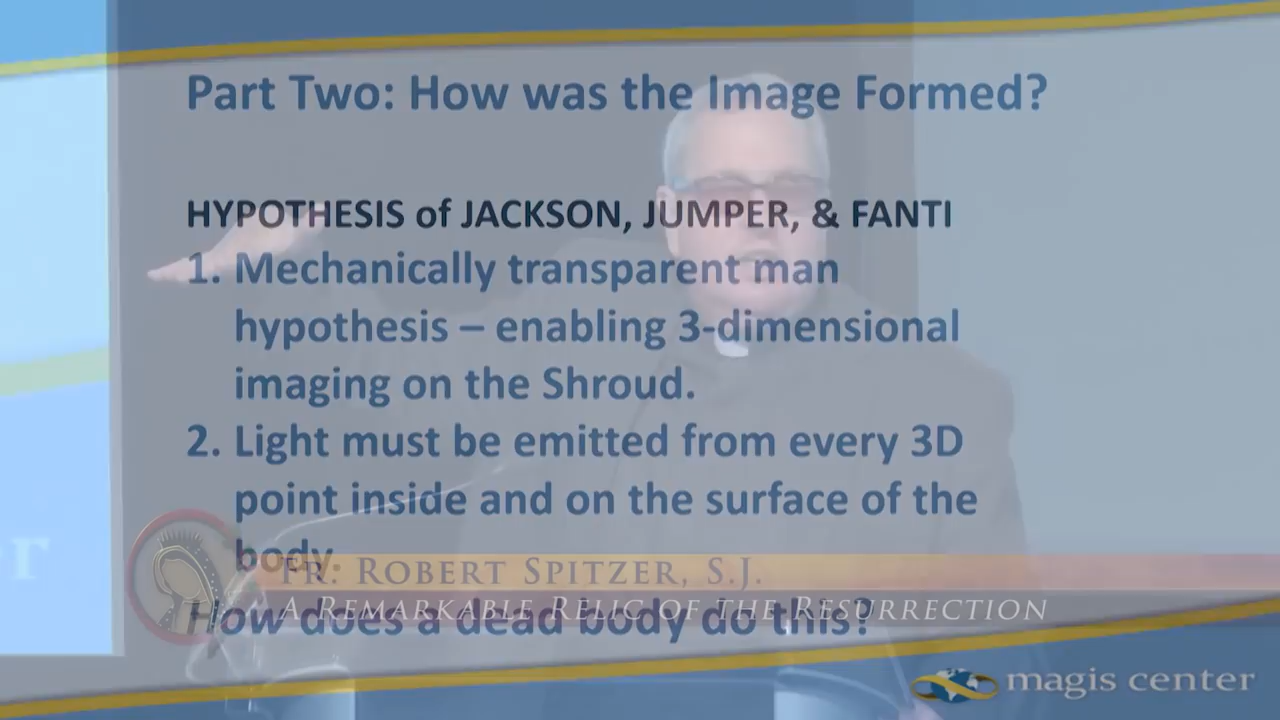 Part Two: How was the Image Formed?
HYPOTHESIS of JACKSON, JUMPER, & FANTI
1. Mechanically transparent man
hypothesis – enabling 3-dimensional
imaging on the Shroud.
2. Light must be emitted from every 3D
point inside and on the surface of the
body.
FR. ROBERT SPITZER, S.J.
A REMARKABLE RELIC OF THE RESURRECTION
How does a dead body do this?
er
magis center